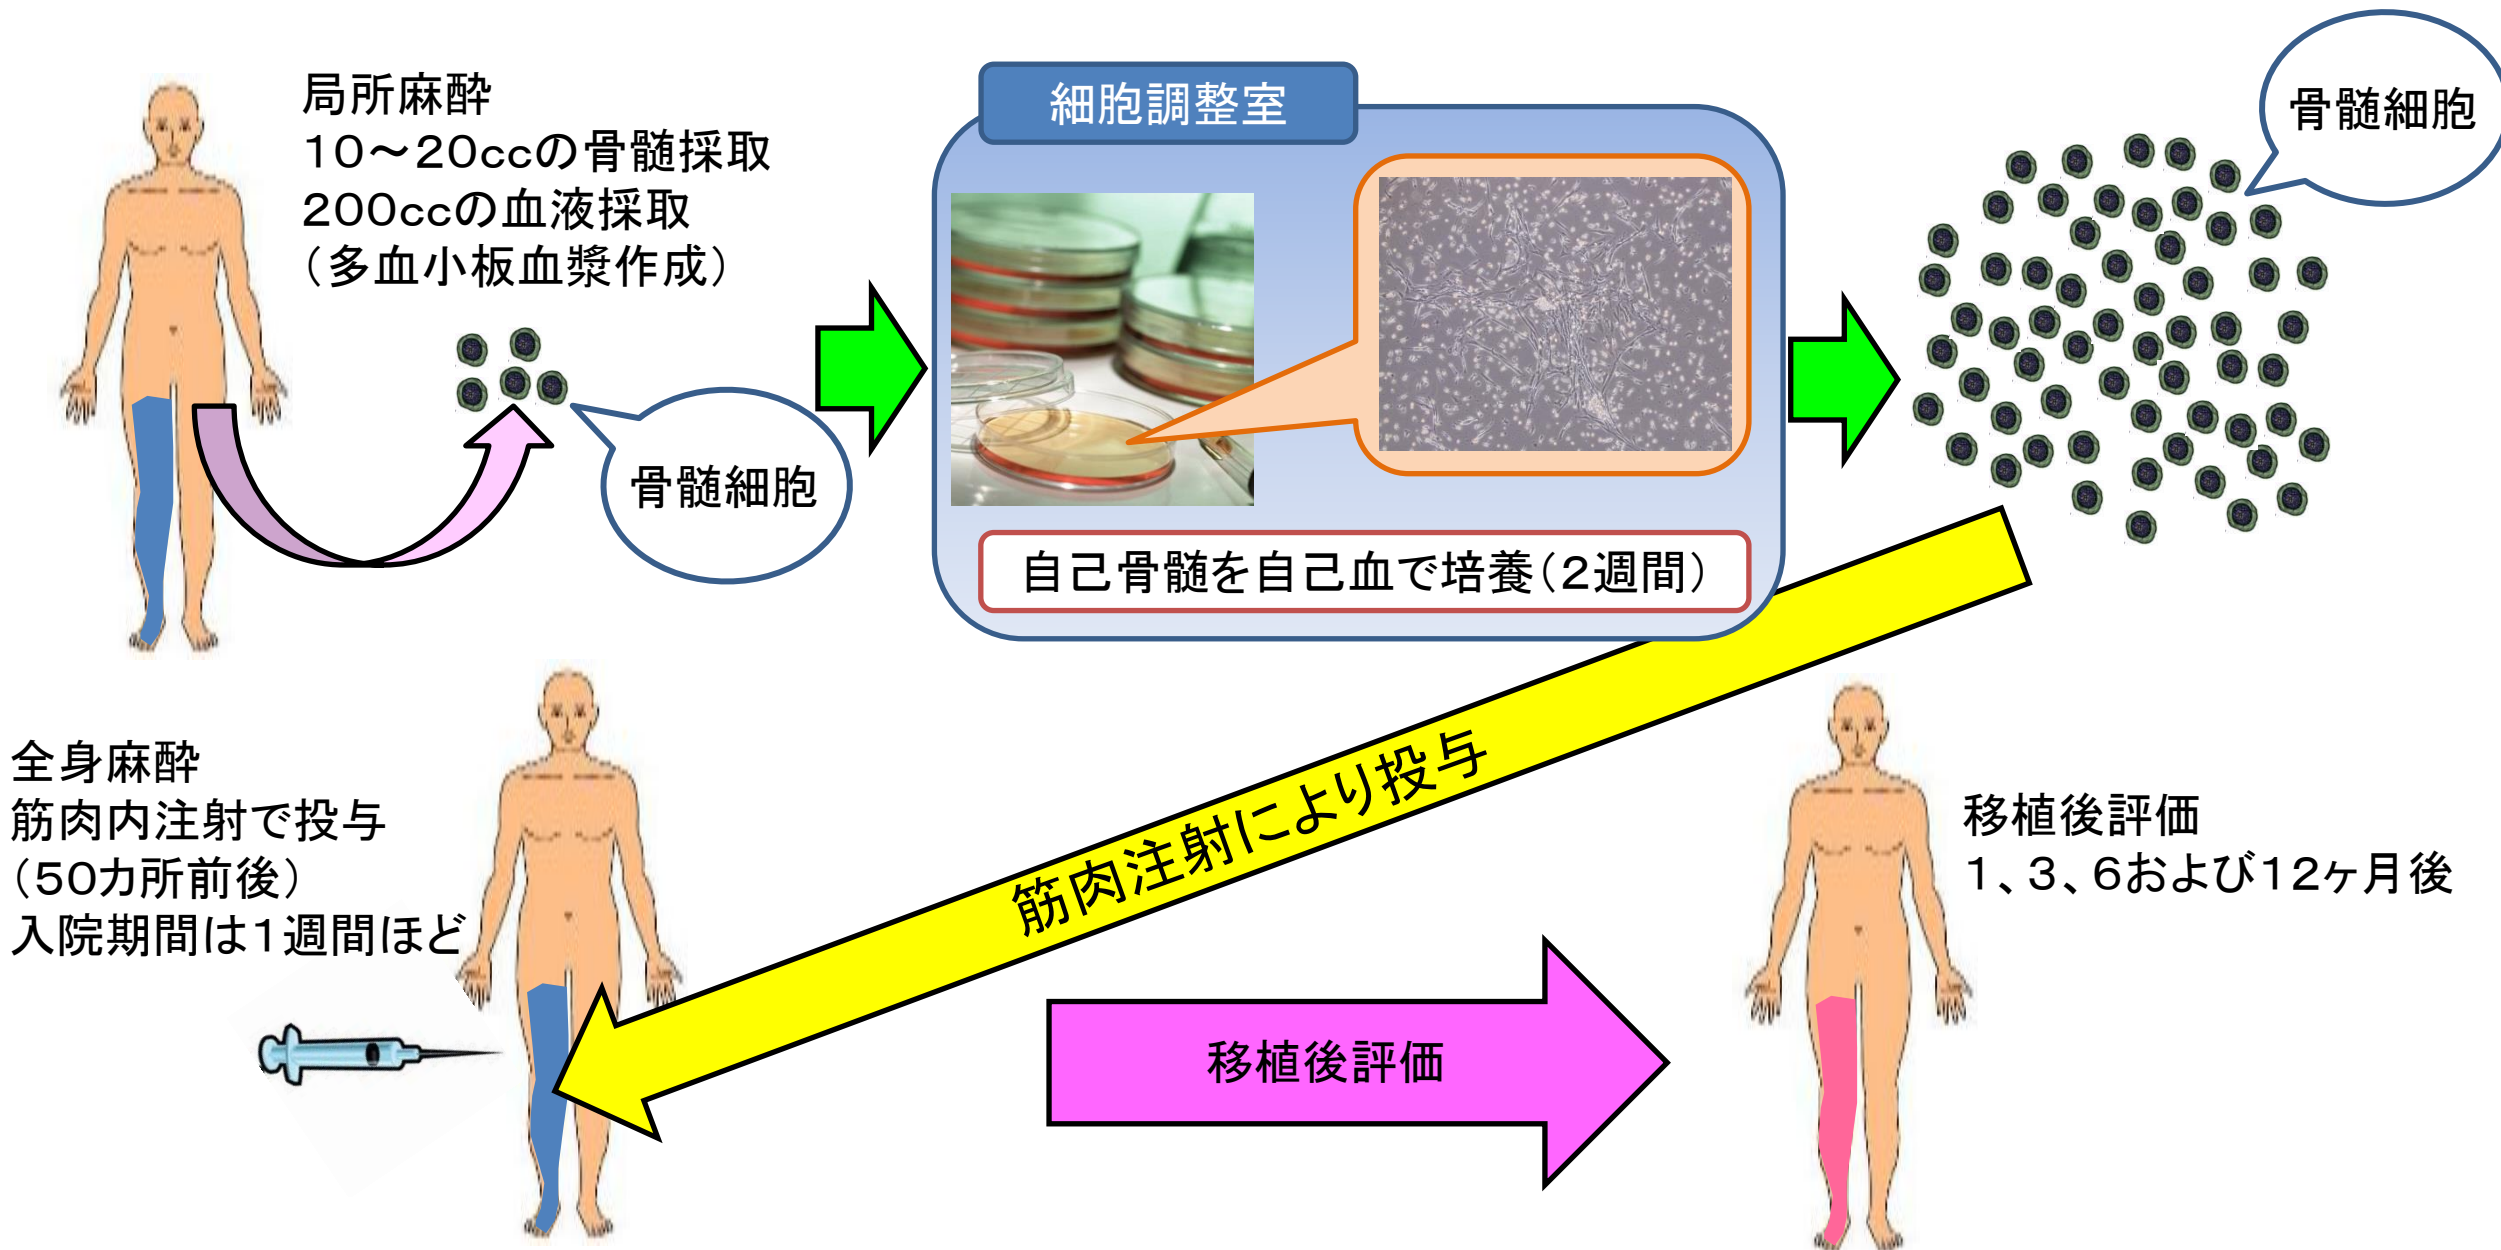 局所麻酔
10～20ccの骨髄採取
200ccの血液採取
（多血小板血漿作成）
骨髄細胞
細胞調整室
自己骨髄を自己血で培養（2週間）
骨髄細胞
筋肉注射により投与
全身麻酔
筋肉内注射で投与
（50カ所前後）
入院期間は1週間ほど
移植後評価
移植後評価
1、3、6および12ヶ月後